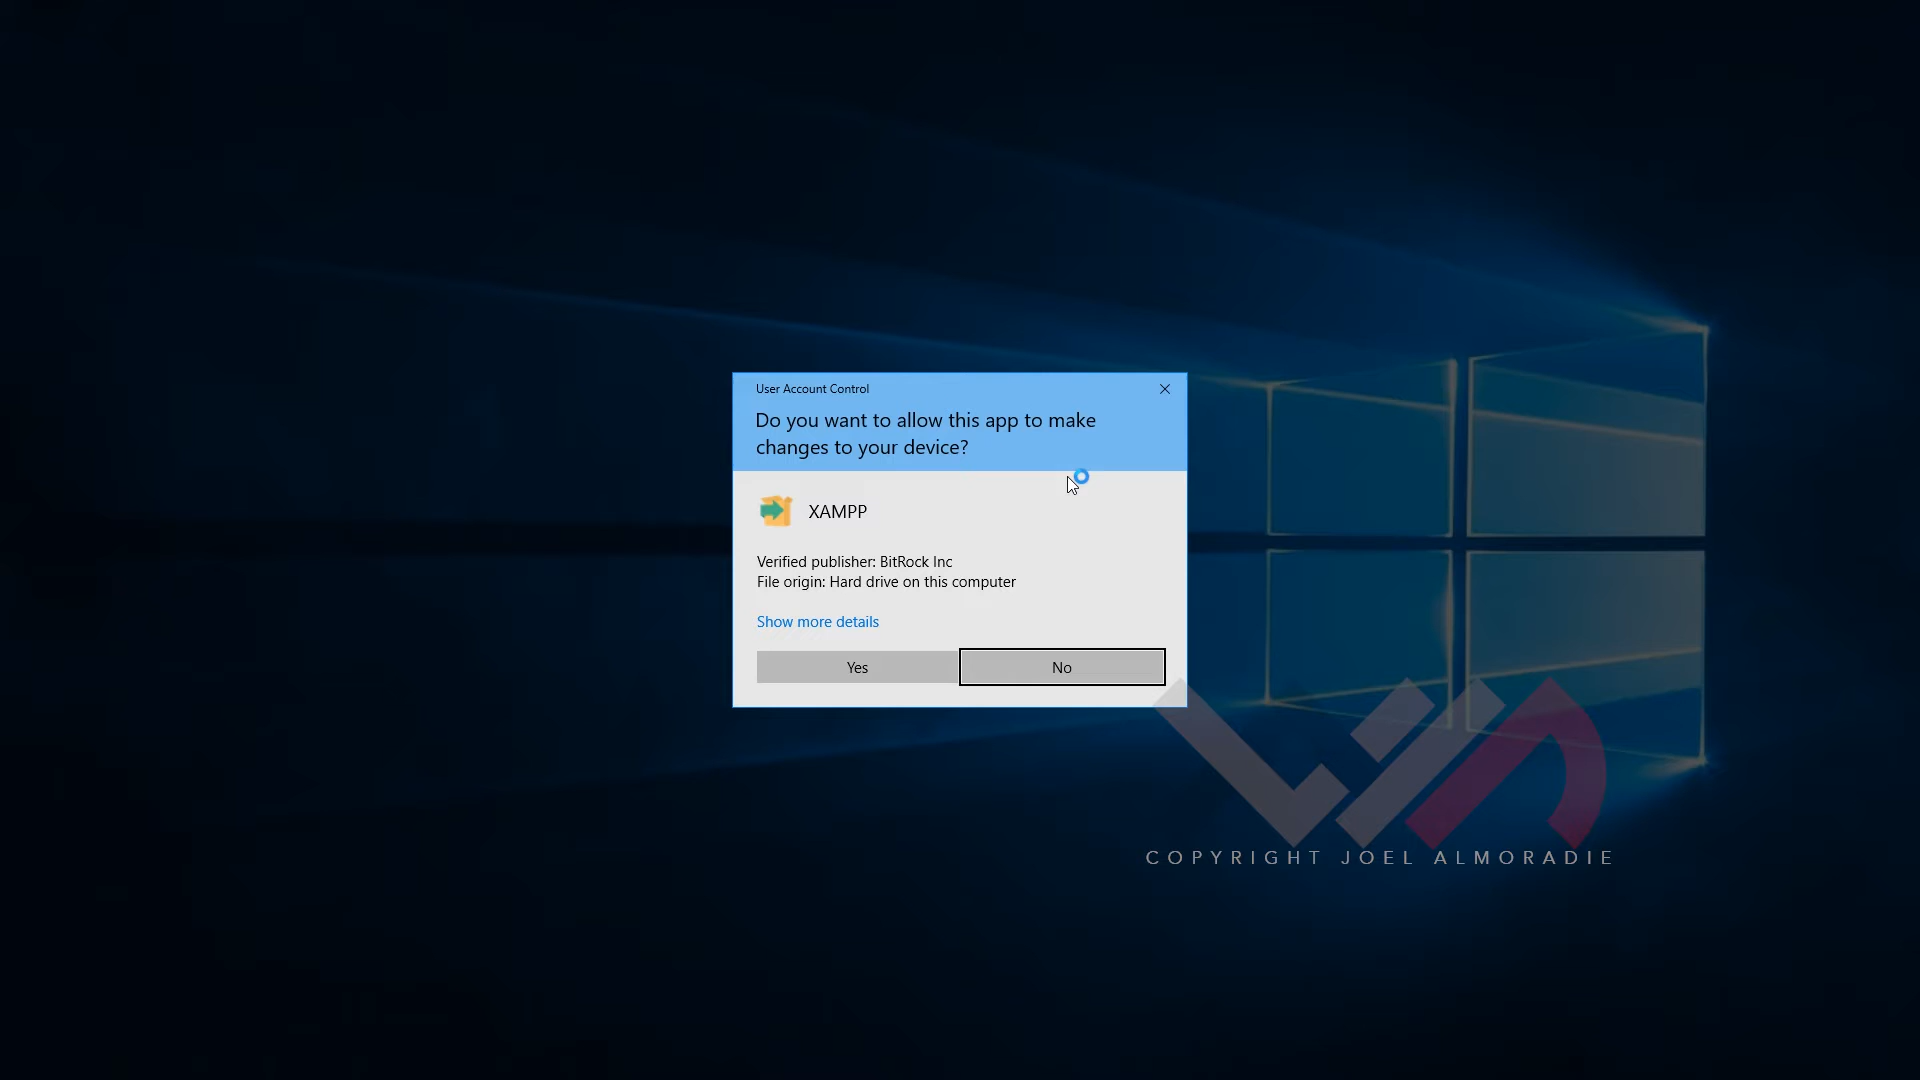 User Account Control
Do you want to allow this app to make
changes to your device?
XAMPP
Verified publisher: BitRock Inc
File origin: Hard drive on this computer
Show more details
Yes
No
COPYRIGHT JOEL ALMORADIE